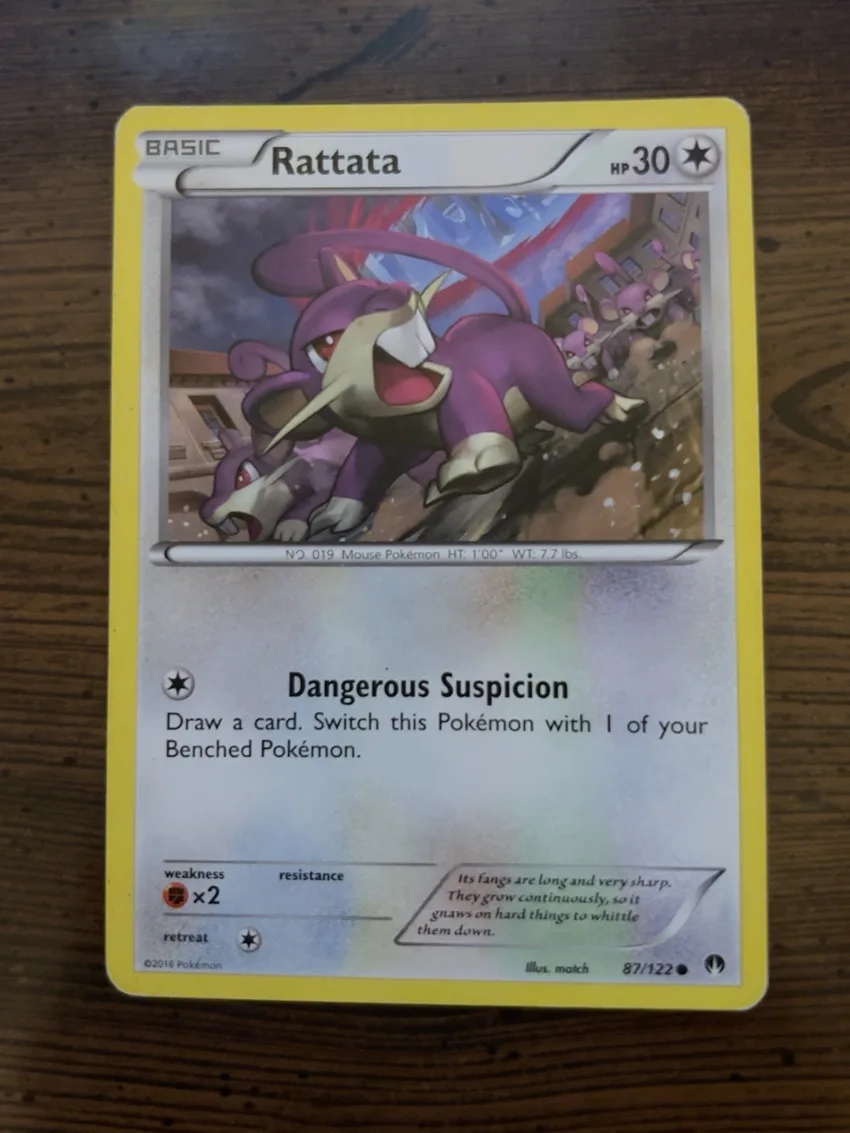 BASIC Rattata HP 30
NO. 019 Mouse Pokémon HT: 1'00" WT: 7.7 lbs.
Dangerous Suspicion
Draw a card. Switch this Pokémon with 1 of your
Benched Pokémon.
weakness resistance
×2
retreat
Its fangs are long and very sharp.
They grow continuously, so it
gnaws on hard things to whittle
them down.
©2016 Pokémon
Illus. match 87/122